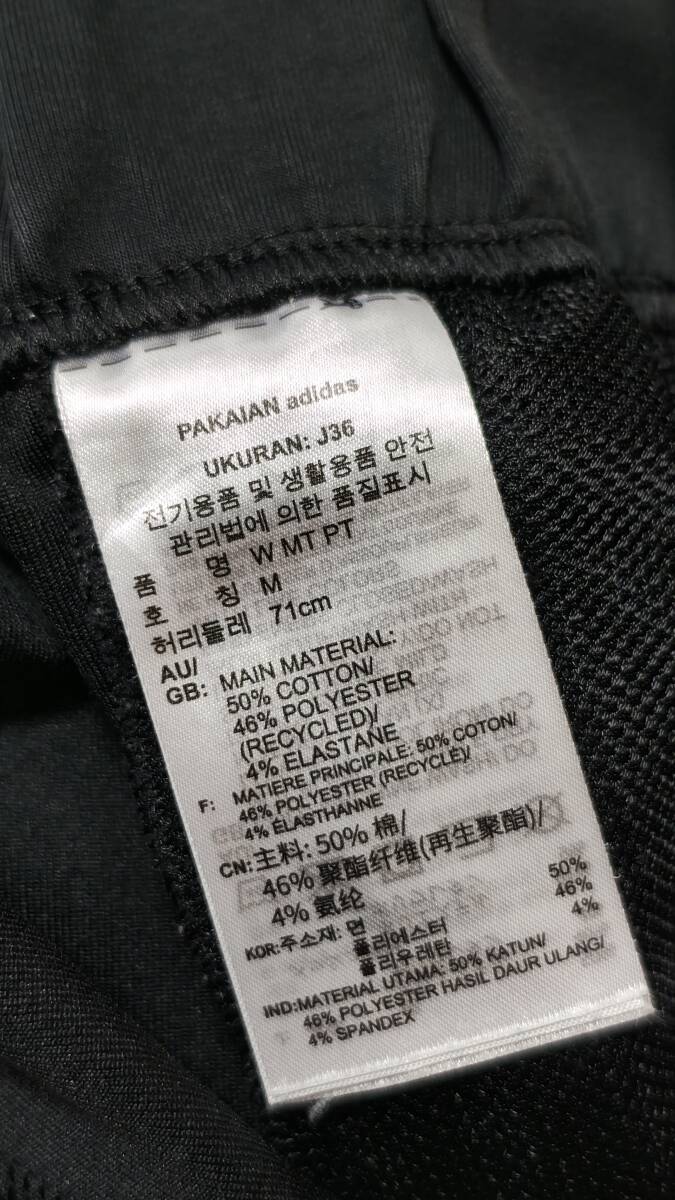 PAKAIAN adidas
UKURAN: J36
전기용품 및 생활용품 안전
관리법에 의한 품질표시
품 명 W MT PT
호 칭 M
허리둘레 71cm
AU/
GB: MAIN MATERIAL:
50% COTTON/
46% POLYESTER
(RECYCLED)/
4% ELASTANE
F: MATIERE PRINCIPALE: 50% COTON/
46% POLYESTER (RECYCLÉ)/
4% ÉLASTHANNE
CN:主料: 50% 棉/
46% 聚酯纤维(再生聚酯)/
4% 氨纶
KOR:주소재: 면 50%
폴리에스터 46%
폴리우레탄 4%
IND:MATERIAL UTAMA: 50% KATUN/
46% POLYESTER HASIL DAUR ULANG/
4% SPANDEX